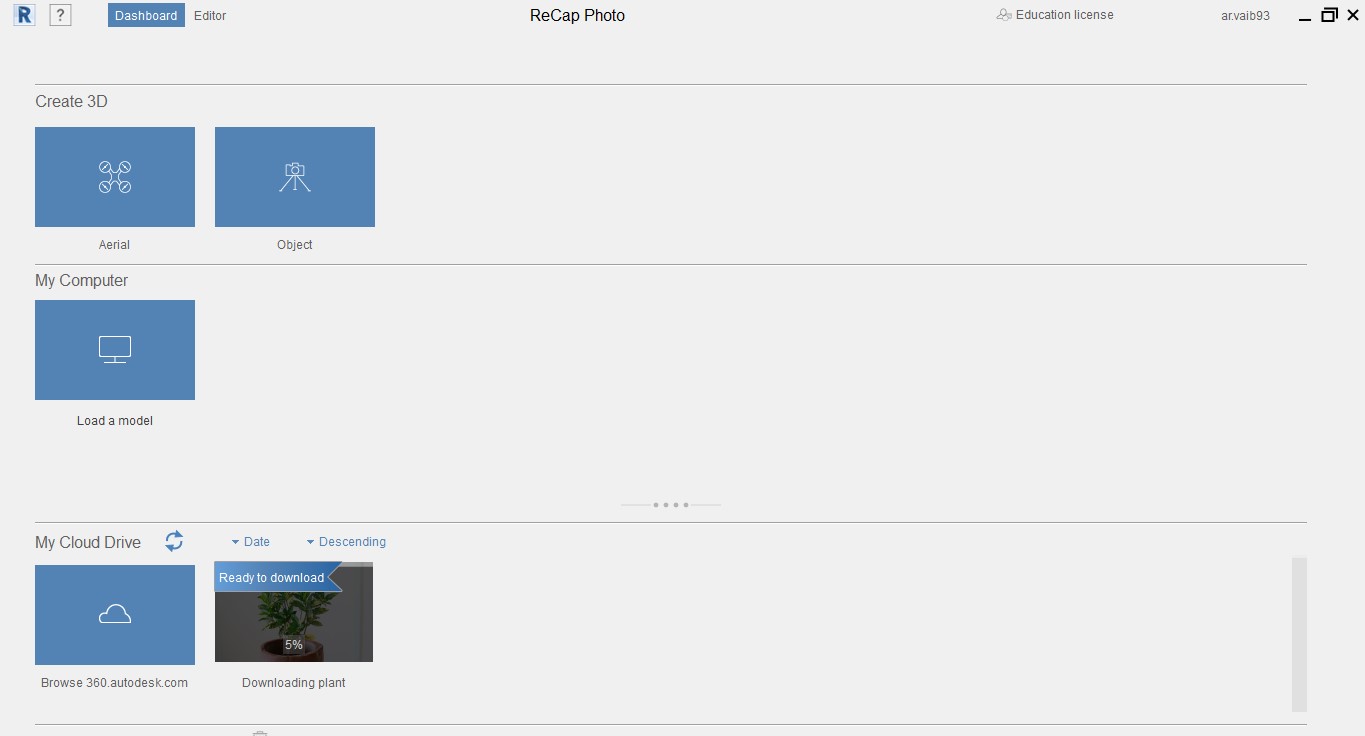 R ? Dashboard Editor ReCap Photo Education license ar.vaib93
Create 3D
Aerial Object
My Computer
Load a model
My Cloud Drive Date Descending
Ready to download
5%
Browse 360.autodesk.com Downloading plant